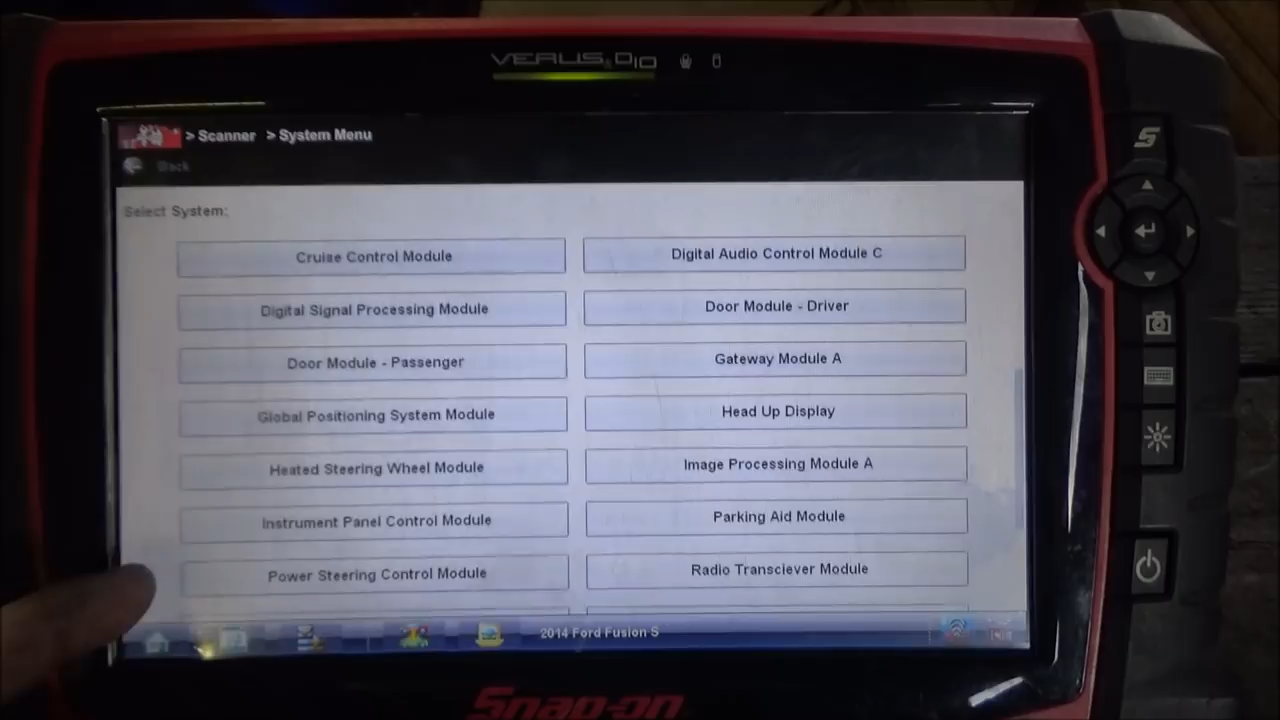 VERUS D10
> Scanner > System Menu
Back
Select System:
Cruise Control Module
Digital Audio Control Module C
Digital Signal Processing Module
Door Module - Driver
Door Module - Passenger
Gateway Module A
Global Positioning System Module
Head Up Display
Heated Steering Wheel Module
Image Processing Module A
Instrument Panel Control Module
Parking Aid Module
Power Steering Control Module
Radio Transciever Module
2014 Ford Fusion S
Snap-on
S